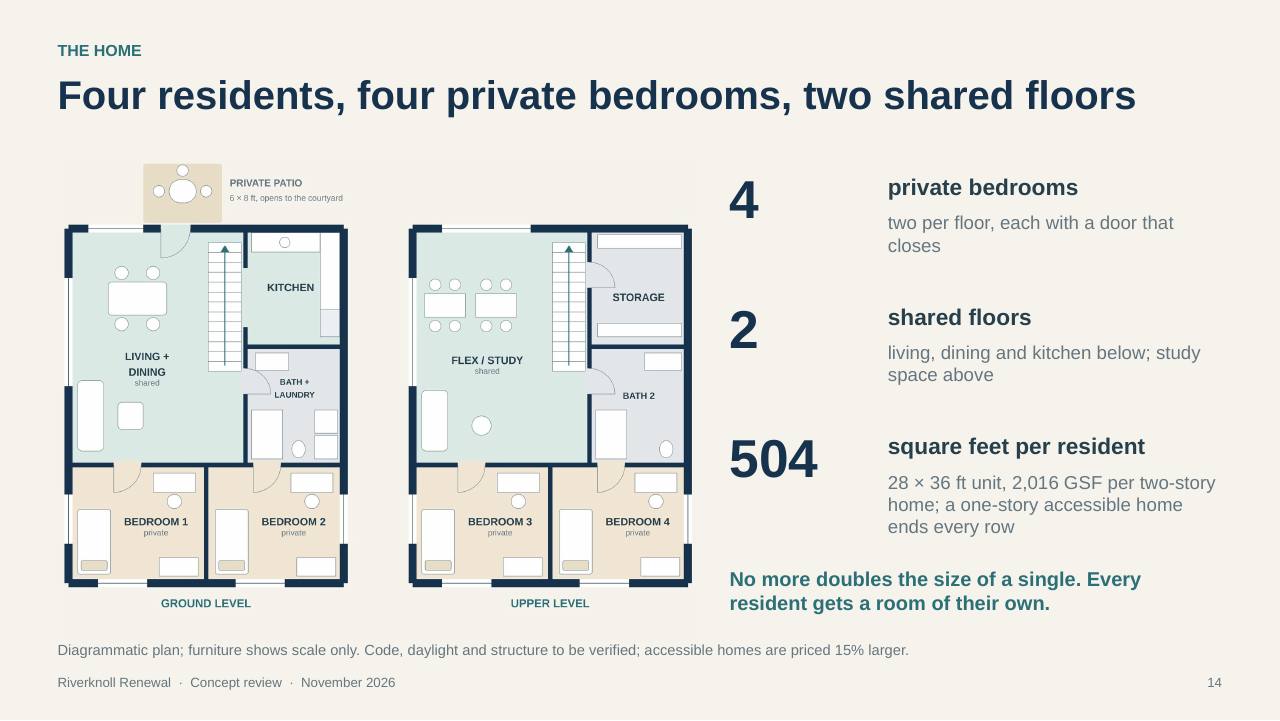 THE HOME
Four residents, four private bedrooms, two shared floors
PRIVATE PATIO
6 × 8 ft, opens to the courtyard
KITCHEN
LIVING +
DINING
shared
BATH +
LAUNDRY
BEDROOM 1
private
BEDROOM 2
private
GROUND LEVEL
STORAGE
FLEX / STUDY
shared
BATH 2
BEDROOM 3
private
BEDROOM 4
private
UPPER LEVEL
4
private bedrooms
two per floor, each with a door that
closes
2
shared floors
living, dining and kitchen below; study
space above
504
square feet per resident
28 × 36 ft unit, 2,016 GSF per two-story
home; a one-story accessible home
ends every row
No more doubles the size of a single. Every
resident gets a room of their own.
Diagrammatic plan; furniture shows scale only. Code, daylight and structure to be verified; accessible homes are priced 15% larger.
Riverknoll Renewal · Concept review · November 2026
14